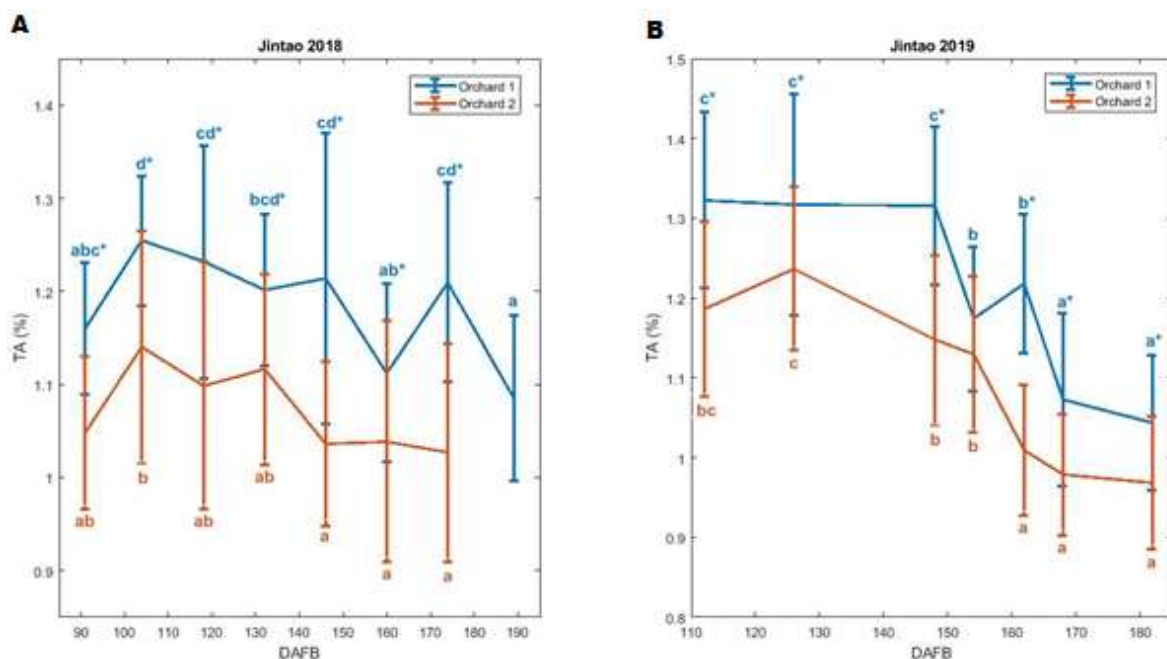 A
Jintao 2018
Orchard 1
Orchard 2
TA (%)
1.4
1.3
1.2
1.1
1
0.9
abc*
d*
cd*
bcd*
cd*
ab*
cd*
a
ab
b
ab
ab
a
a
a
90 100 110 120 130 140 150 160 170 180 190
DAFB
B
Jintao 2019
Orchard 1
Orchard 2
TA (%)
1.5
1.4
1.3
1.2
1.1
1
0.9
0.8
c*
c*
c*
b
b*
a*
a*
bc
c
b
b
a
a
a
110 120 130 140 150 160 170 180
DAFB